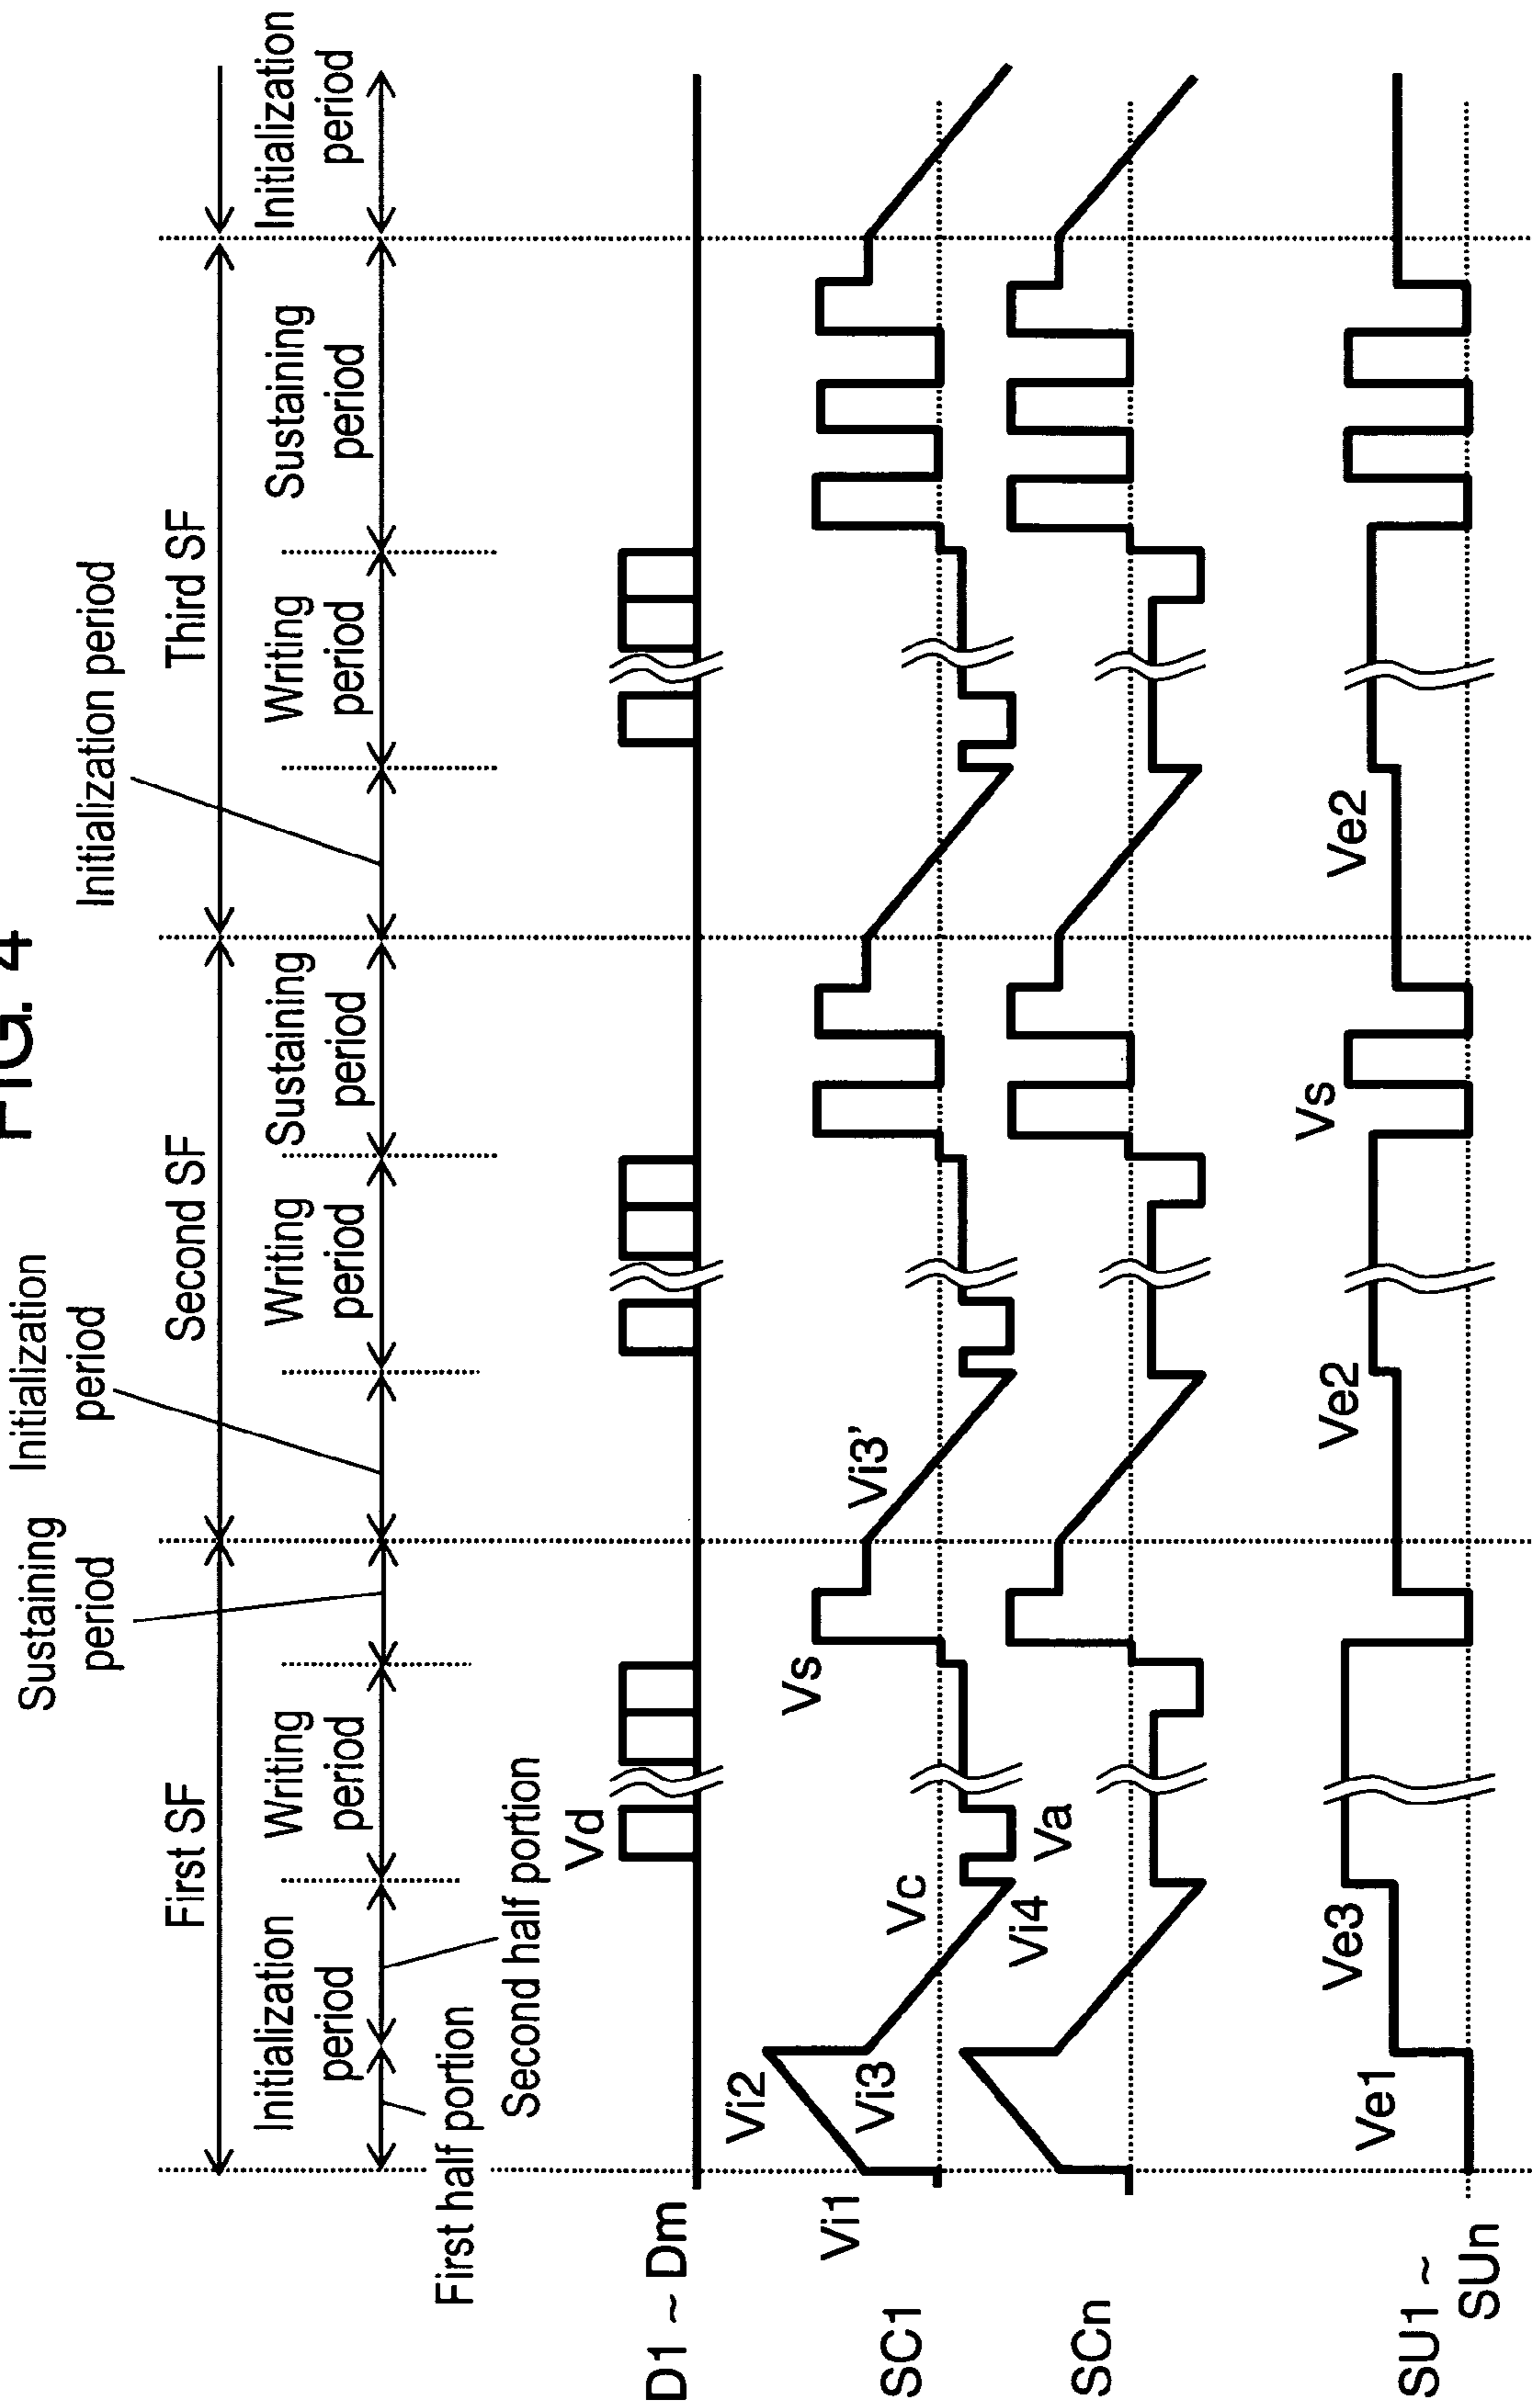 FIG. 4
First SF
Second SF
Third SF
Initialization
period
Writing
period
Sustaining
period
Initialization
period
Writing
period
Sustaining
period
Initialization period
Writing
period
Sustaining
period
Initialization
period
First half portion
Second half portion
D1 ~ Dm
Vd
SC1
Vi1
Vi2
Vi3
Vc
Vi4
Va
Vs
Vi3'
SCn
SU1 ~
SUn
Ve1
Ve3
Ve2
Vs
Ve2